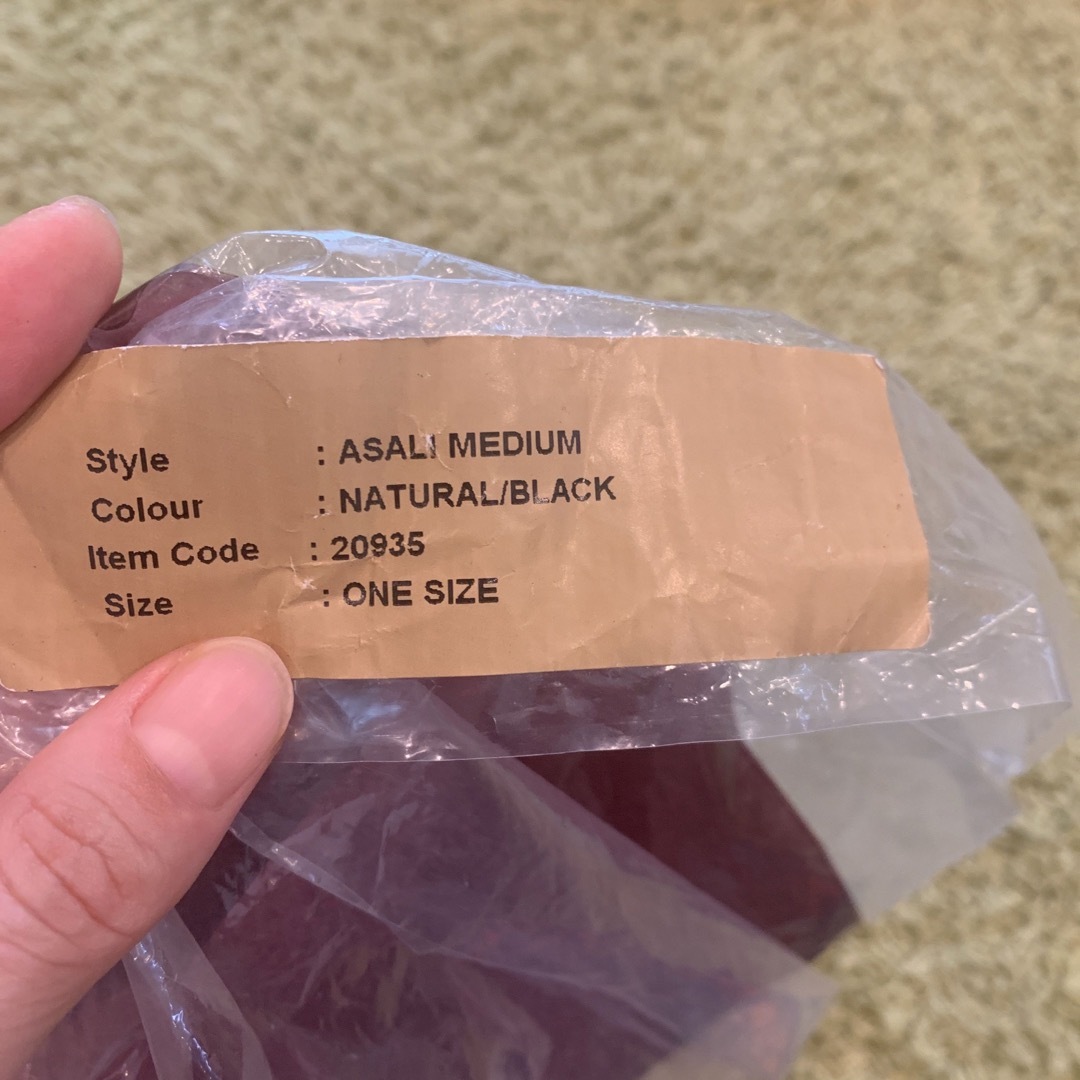 Style : ASALI MEDIUM
Colour : NATURAL/BLACK
Item Code : 20935
Size : ONE SIZE